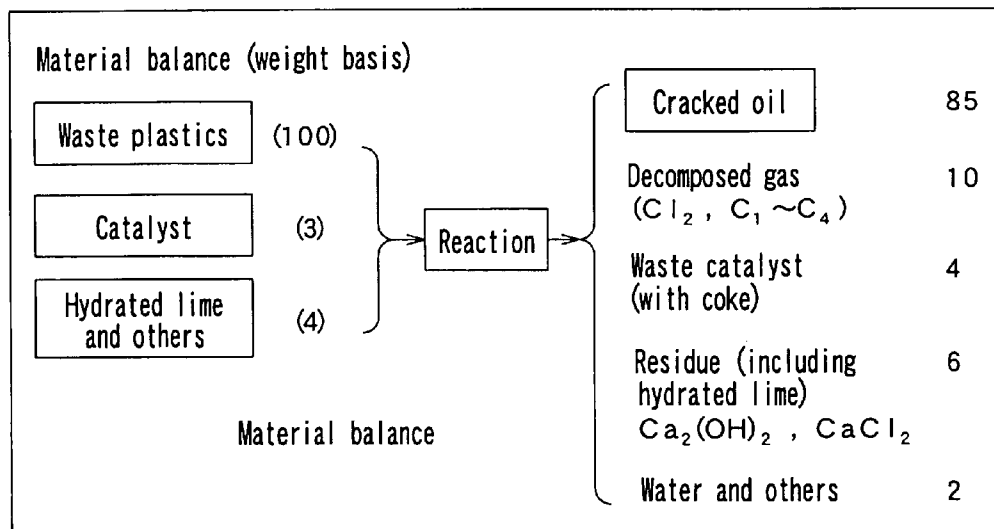 Material balance (weight basis)
Waste plastics (100)
Catalyst (3)
Hydrated lime
and others (4)
Material balance
Reaction
Cracked oil 85
Decomposed gas 10
(Cl₂ , C₁ ~C₄ )
Waste catalyst 4
(with coke)
Residue (including 6
hydrated lime)
Ca₂(OH)₂ , CaCl₂
Water and others 2